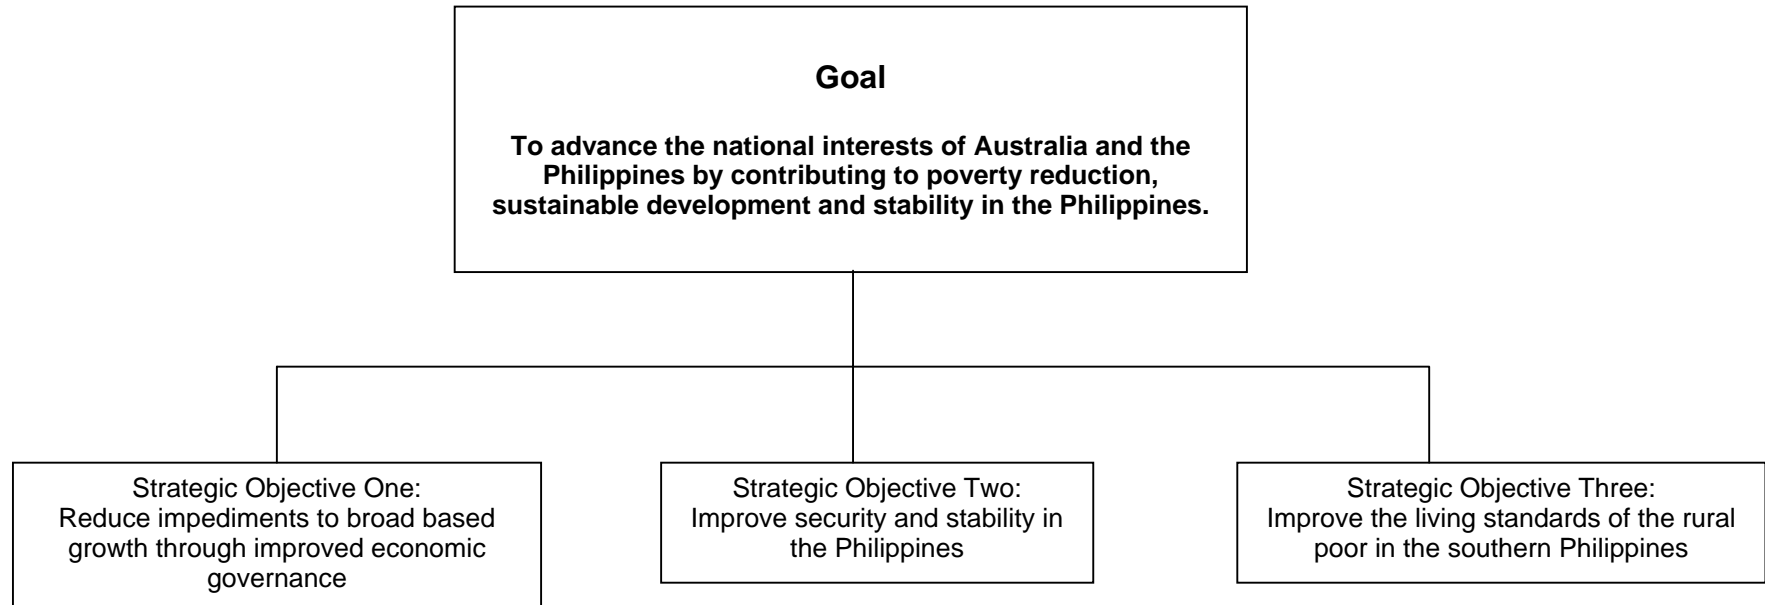 Goal
To advance the national interests of Australia and the
Philippines by contributing to poverty reduction,
sustainable development and stability in the Philippines.
Strategic Objective One:
Reduce impediments to broad based
growth through improved economic
governance
Strategic Objective Two:
Improve security and stability in
the Philippines
Strategic Objective Three:
Improve the living standards of the rural
poor in the southern Philippines